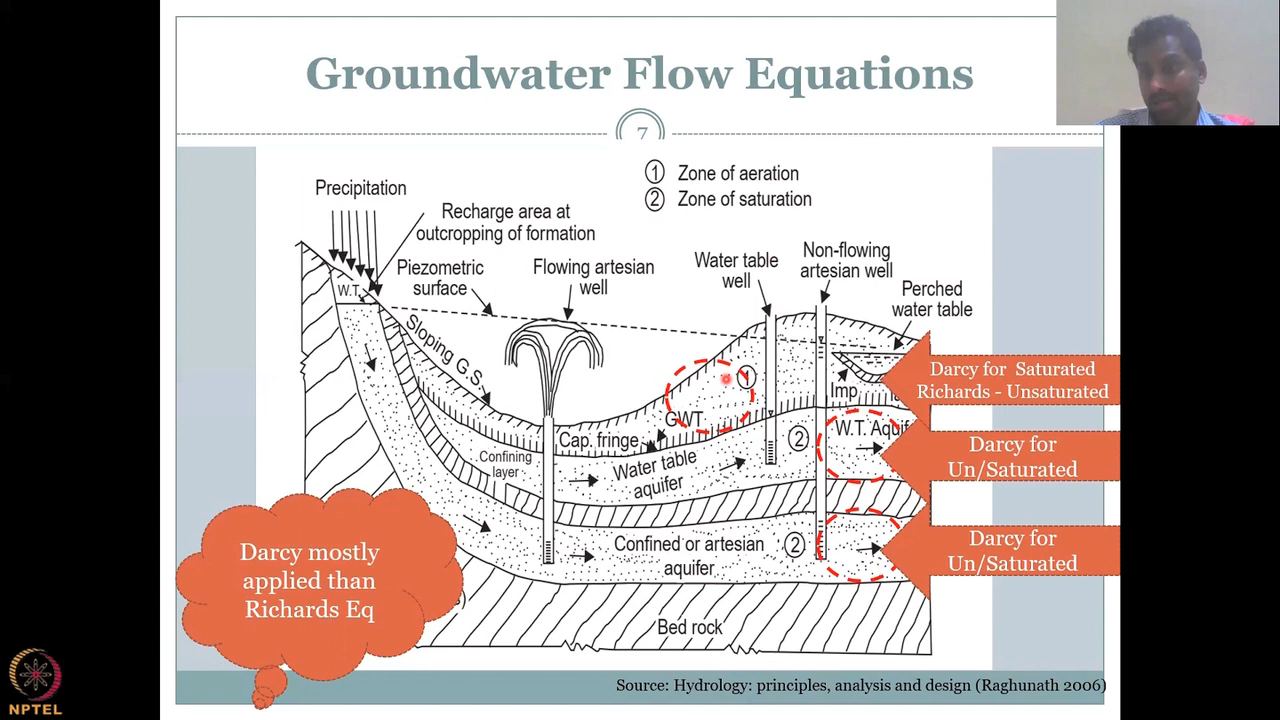 Groundwater Flow Equations
7
1 Zone of aeration
2 Zone of saturation
Precipitation
Recharge area at
outcropping of formation
W.T.
Piezometric
surface
Flowing artesian
well
Water table
well
Non-flowing
artesian well
Perched
water table
Sloping G.S.
1
Imp
GWT
Cap. fringe
Confining
layer
Water table
aquifer
2
W.T. Aquif
Confined or artesian
aquifer
2
Bed rock
Darcy for Saturated
Richards - Unsaturated
Darcy for
Un/Saturated
Darcy for
Un/Saturated
Darcy mostly
applied than
Richards Eq
Source: Hydrology: principles, analysis and design (Raghunath 2006)
NPTEL